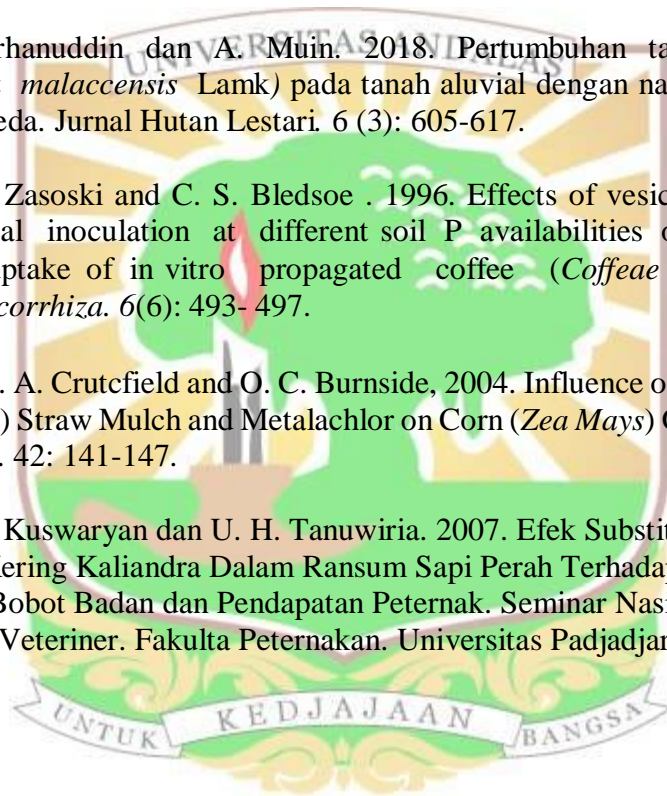 UNIVERSITAS ANDALAS
rhanuddin dan A. Muin. 2018. Pertumbuhan ta
malaccensis Lamk) pada tanah aluvial dengan na
eda. Jurnal Hutan Lestari. 6 (3): 605-617.
Zasoski and C. S. Bledsoe . 1996. Effects of vesic
al inoculation at different soil P availabilities o
uptake of in vitro propagated coffee (Coffeae
corrhiza. 6(6): 493- 497.
. A. Crutcfield and O. C. Burnside, 2004. Influence o
) Straw Mulch and Metalachlor on Corn (Zea Mays) G
. 42: 141-147.
Kuswaryan dan U. H. Tanuwiria. 2007. Efek Substit
Kering Kaliandra Dalam Ransum Sapi Perah Terhada
Bobot Badan dan Pendapatan Peternak. Seminar Nasi
Veteriner. Fakulta Peternakan. Universitas Padjadjar
UNTUK KEDJAJAAN BANGSA